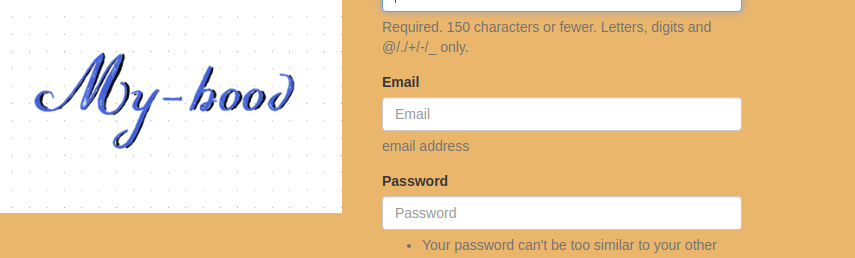 My-hood
Required. 150 characters or fewer. Letters, digits and
@/./+/-/_ only.
Email
Email
email address
Password
Password
• Your password can't be too similar to your other